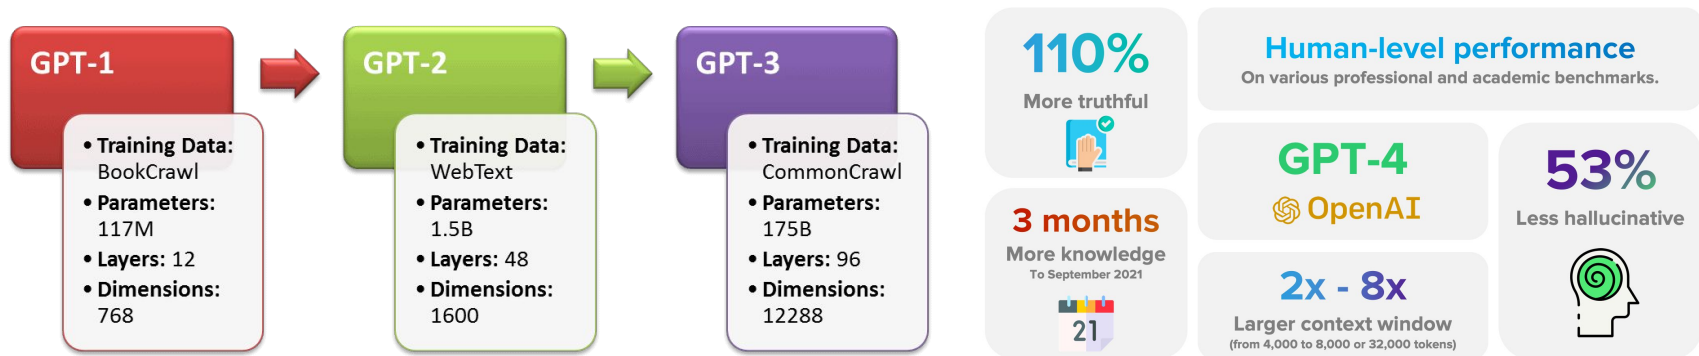 GPT-1
• Training Data:
BookCrawl
• Parameters:
117M
• Layers: 12
• Dimensions:
768
GPT-2
• Training Data:
WebText
• Parameters:
1.5B
• Layers: 48
• Dimensions:
1600
GPT-3
• Training Data:
CommonCrawl
• Parameters:
175B
• Layers: 96
• Dimensions:
12288
110%
More truthful
3 months
More knowledge
To September 2021
21
Human-level performance
On various professional and academic benchmarks.
GPT-4
OpenAI
2x - 8x
Larger context window
(from 4,000 to 8,000 or 32,000 tokens)
53%
Less hallucinative